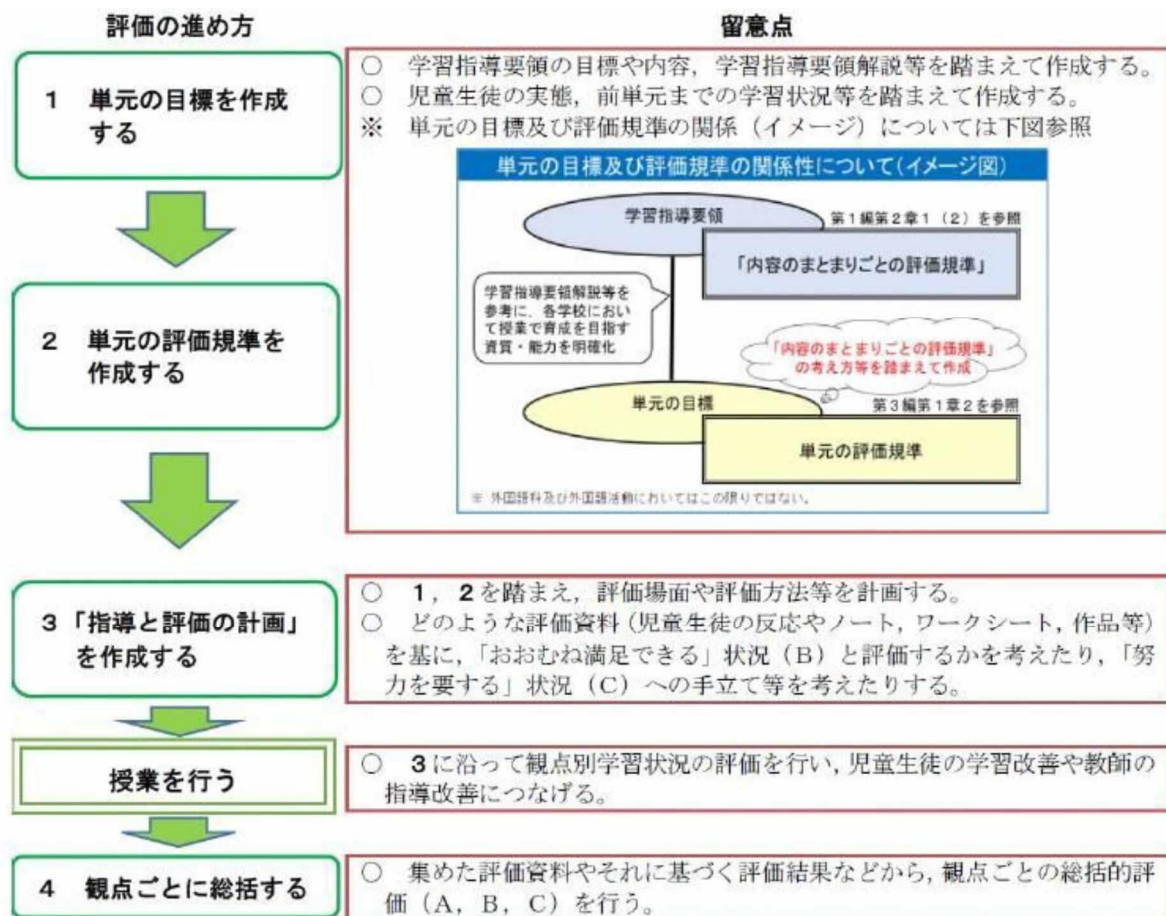 評価の進め方
留意点
1 単元の目標を作成
する
○ 学習指導要領の目標や内容，学習指導要領解説等を踏まえて作成する。
○ 児童生徒の実態，前単元までの学習状況等を踏まえて作成する。
※ 単元の目標及び評価規準の関係（イメージ）については下図参照
単元の目標及び評価規準の関係性について(イメージ図)
学習指導要領
第1編第2章1（2）を参照
「内容のまとまりごとの評価規準」
学習指導要領解説等を
参考に、各学校におい
て授業で育成を目指す
資質・能力を明確化
「内容のまとまりごとの評価規準」
の考え方等を踏まえて作成
単元の目標
第3編第1章2を参照
単元の評価規準
※ 外国語科及び外国語活動においてはこの限りではない。
2 単元の評価規準を
作成する
3 「指導と評価の計画」
を作成する
○ 1，2を踏まえ，評価場面や評価方法等を計画する。
○ どのような評価資料（児童生徒の反応やノート，ワークシート，作品等）
を基に，「おおむね満足できる」状況（B）と評価するかを考えたり，「努
力を要する」状況（C）への手立て等を考えたりする。
授業を行う
○ 3に沿って観点別学習状況の評価を行い，児童生徒の学習改善や教師の
指導改善につなげる。
4 観点ごとに総括する
○ 集めた評価資料やそれに基づく評価結果などから，観点ごとの総括的評
価（A，B，C）を行う。